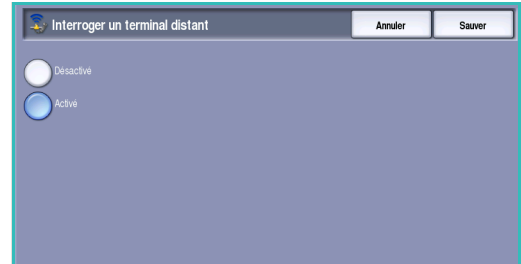 Interroger un terminal distant
Annuler
Sauver
Désactivé
Activé